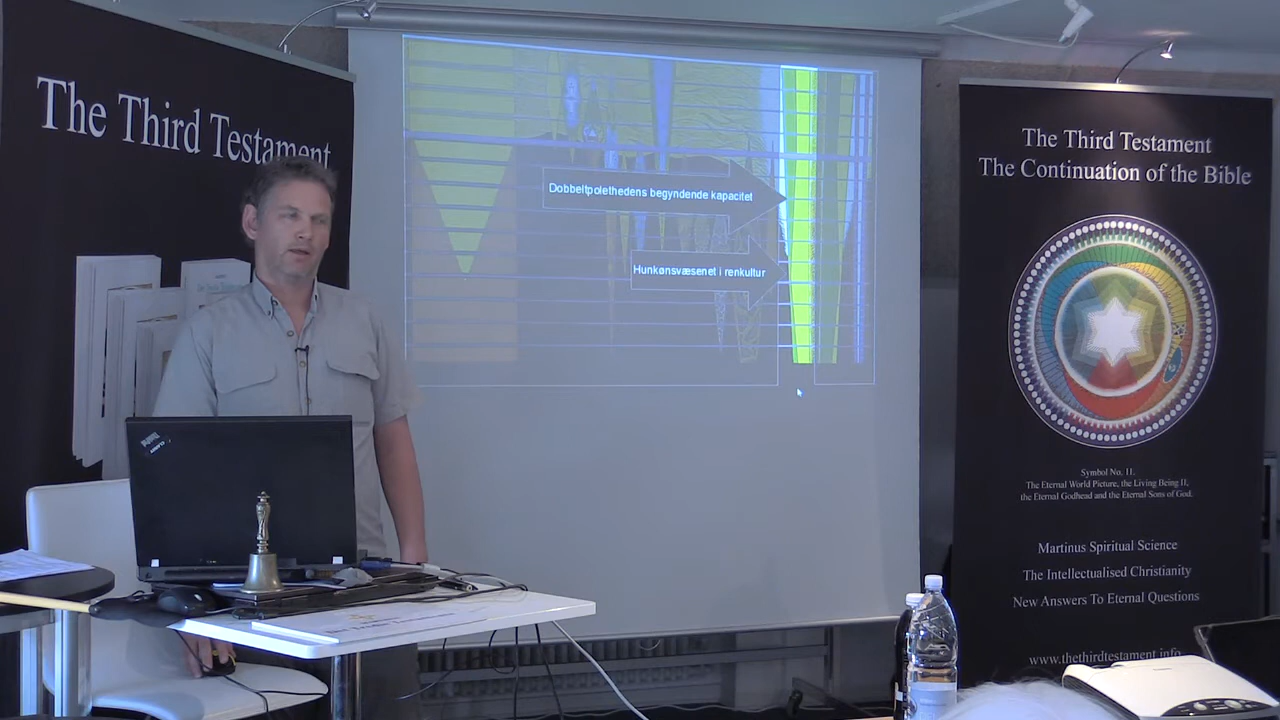 The Third Testament
Dobbeltpolethedens begyndende kapacitet
Hunkønsvæsenet i renkultur
The Third Testament
The Continuation of the Bible
Symbol No. 11.
The Eternal World Picture, the Living Being II,
the Eternal Godhead and the Eternal Sons of God.
Martinus Spiritual Science
The Intellectualised Christianity
New Answers To Eternal Questions
www.thethirdtestament.info